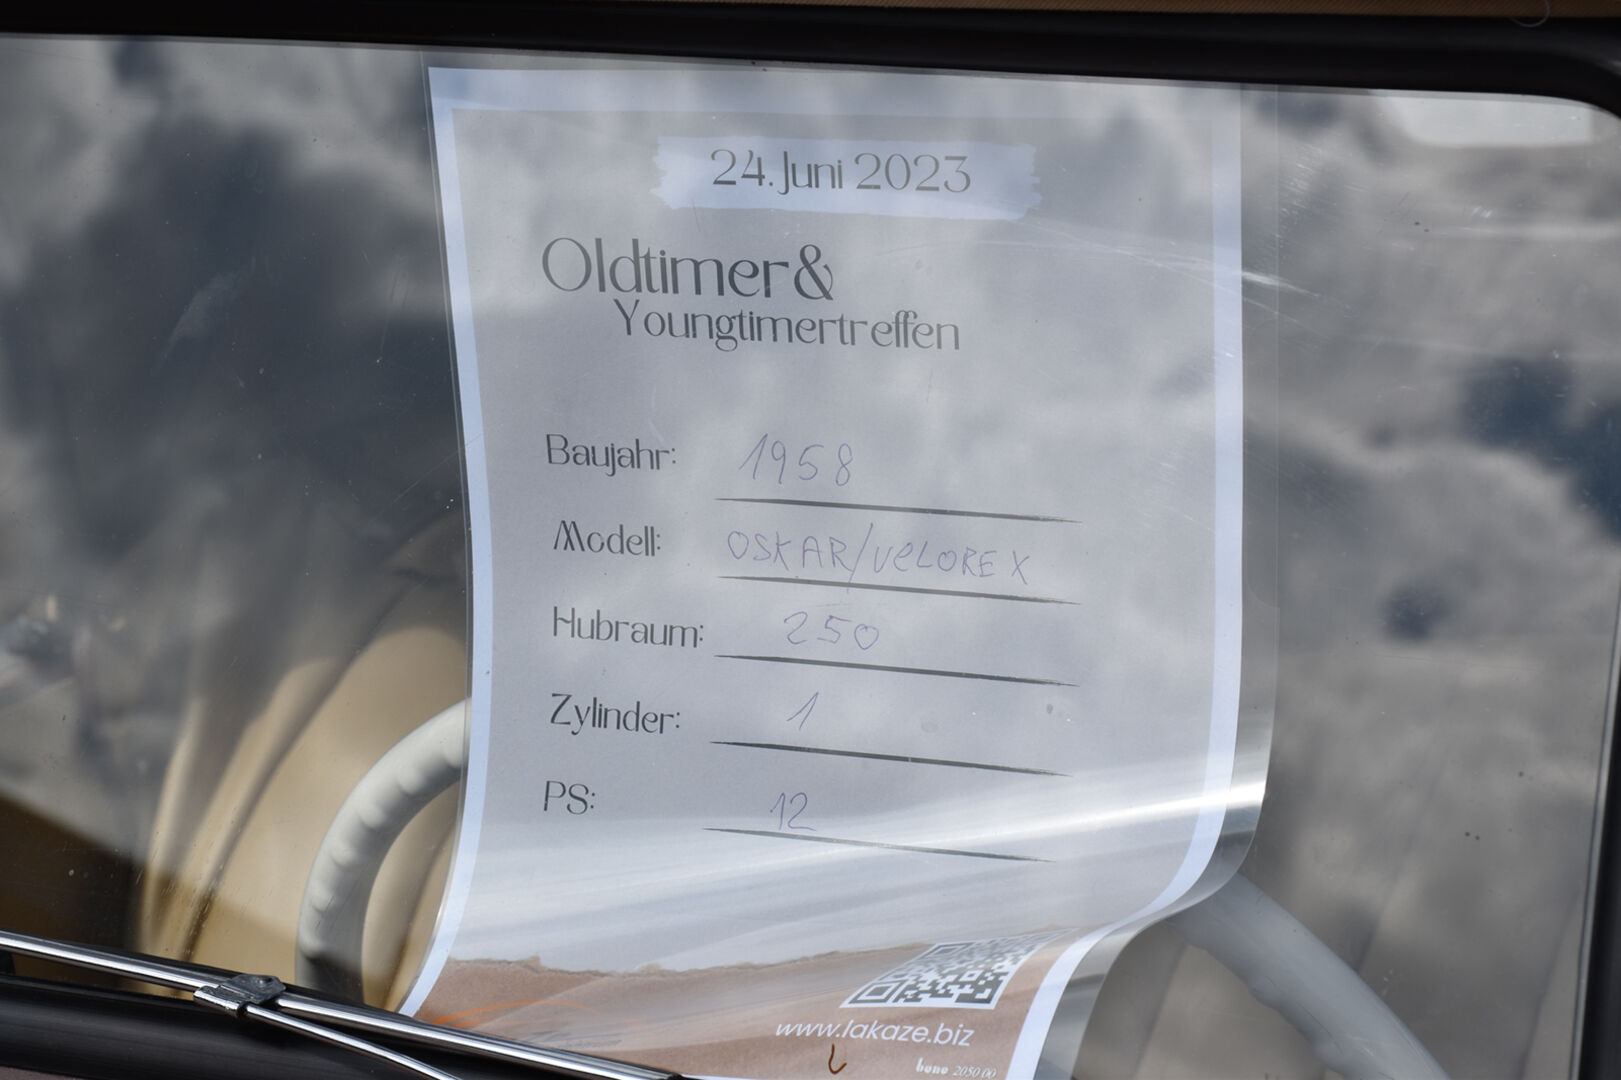 24. Juni 2023
Oldtimer &
Youngtimertreffen
Baujahr: 1958
Modell: OSKAR/VELOREX
Hubraum: 250
Zylinder: 1
PS: 12
www.lakaze.biz